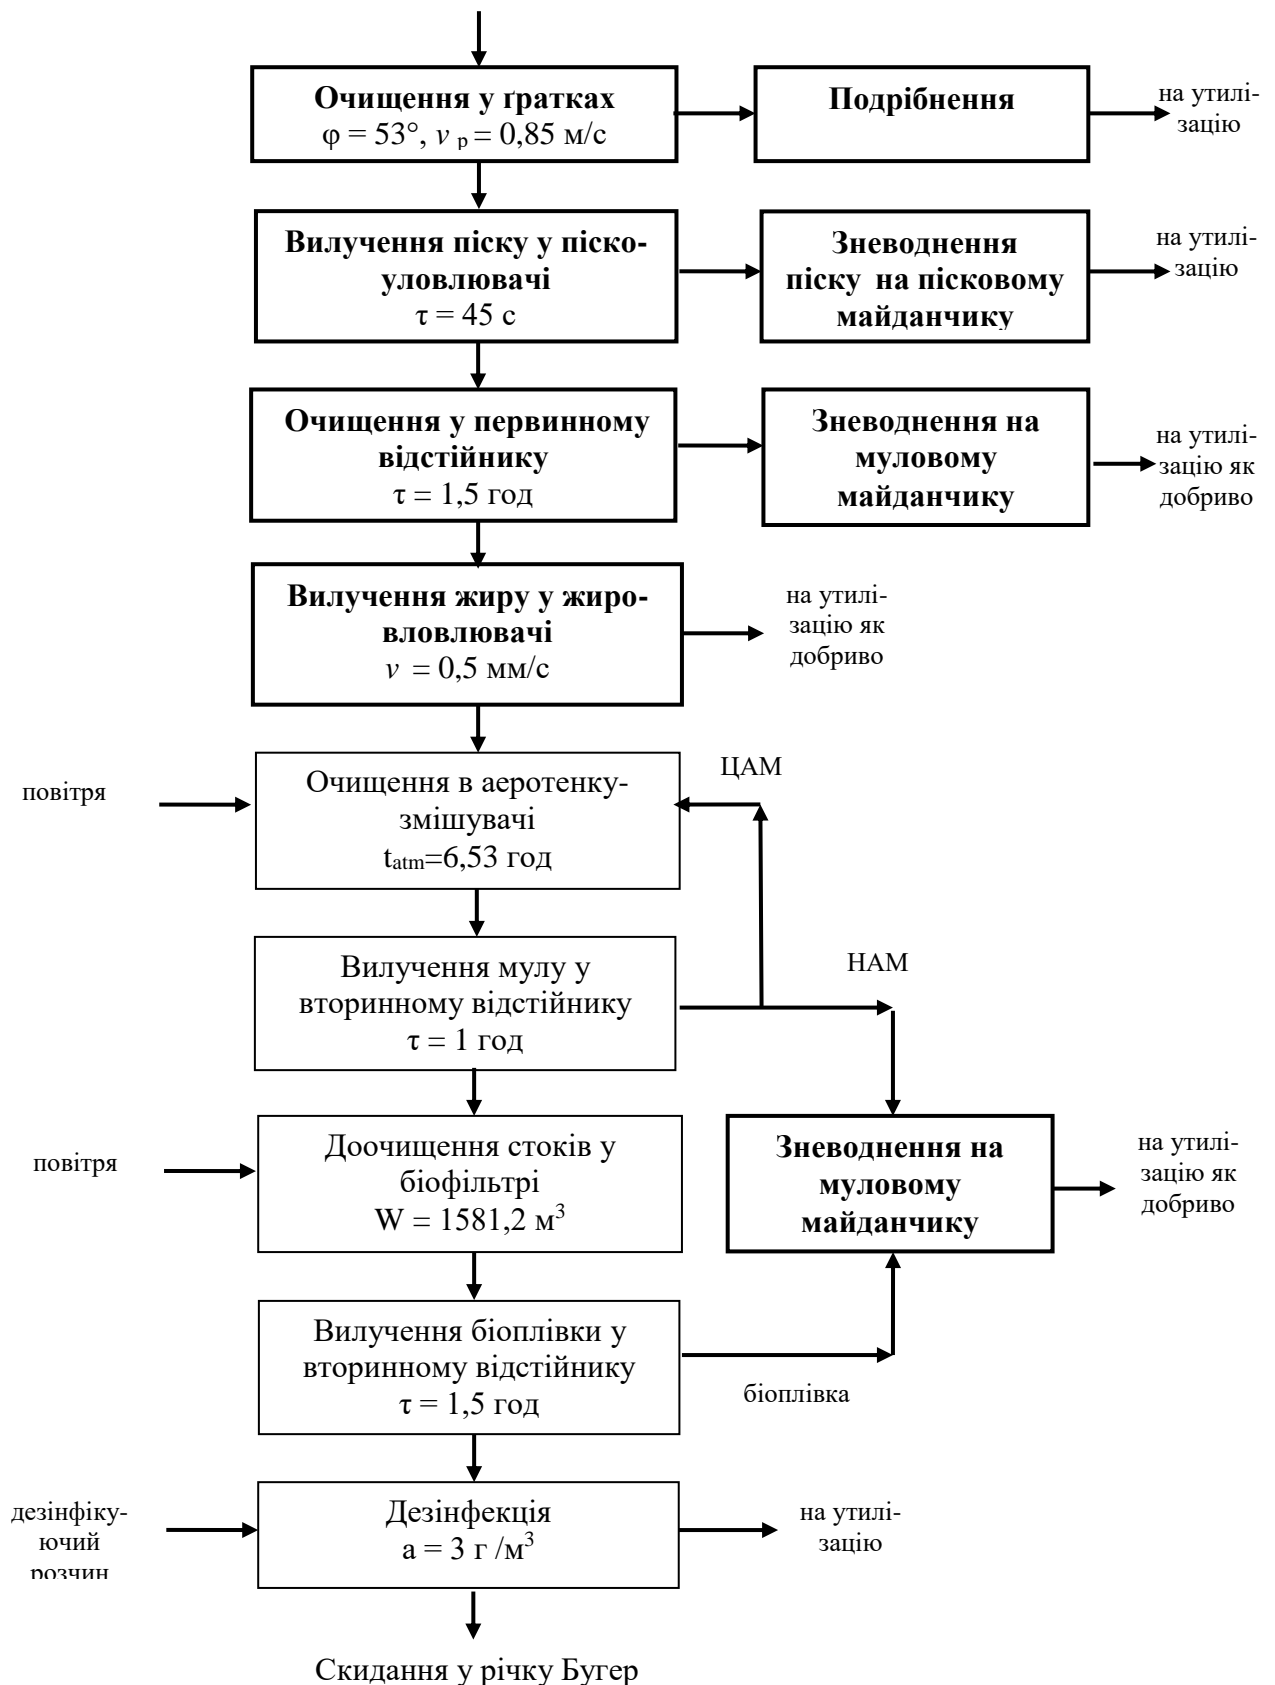 Очищення у ґратках
φ = 53°, v р = 0,85 м/с
Подрібнення
на утилі-
зацію
Вилучення піску у піско-
уловлювачі
τ = 45 с
Зневоднення
піску на пісковому
майданчику
на утилі-
зацію
Очищення у первинному
відстійнику
τ = 1,5 год
Зневоднення на
муловому
майданчику
на утилі-
зацію як
добриво
Вилучення жиру у жиро-
вловлювачі
v = 0,5 мм/с
на утилі-
зацію як
добриво
повітря
Очищення в аеротенку-
змішувачі
tatm=6,53 год
ЦАМ
Вилучення мулу у
вторинному відстійнику
τ = 1 год
НАМ
повітря
Доочищення стоків у
біофільтрі
W = 1581,2 м³
Зневоднення на
муловому
майданчику
на утилі-
зацію як
добриво
Вилучення біоплівки у
вторинному відстійнику
τ = 1,5 год
біоплівка
дезінфіку-
ючий
розчин
Дезінфекція
а = 3 г /м³
на утилі-
зацію
Скидання у річку Бугер